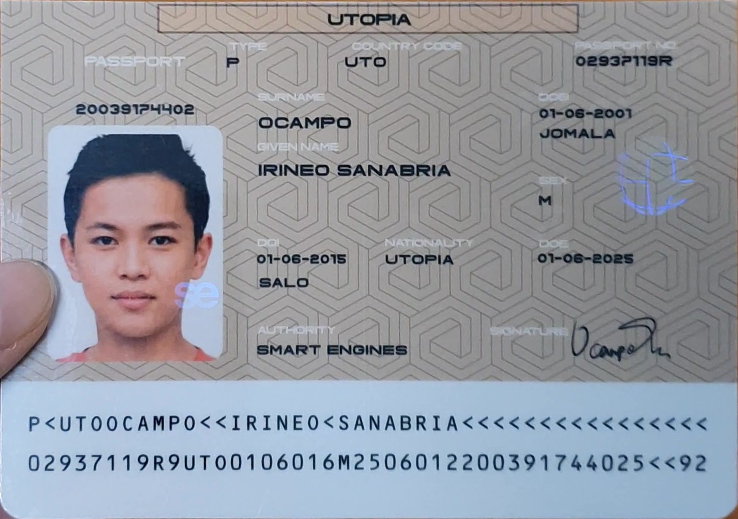 UTOPIA
PASSPORT
TYPE
P
COUNTRY CODE
UTO
PASSPORT NO
02937119R
20039174402
SURNAME
OCAMPO
DOB
01-06-2001
JOMALA
GIVEN NAME
IRINEO SANABRIA
SEX
M
DOI
01-06-2015
SALO
NATIONALITY
UTOPIA
DOE
01-06-2025
AUTHORITY
SMART ENGINES
SIGNATURE
se
P<UTOOCAMPO<<IRINEO<SANABRIA<<<<<<<<<<<<<<<<
02937119R9UTO0106016M2506012200391744025<<92